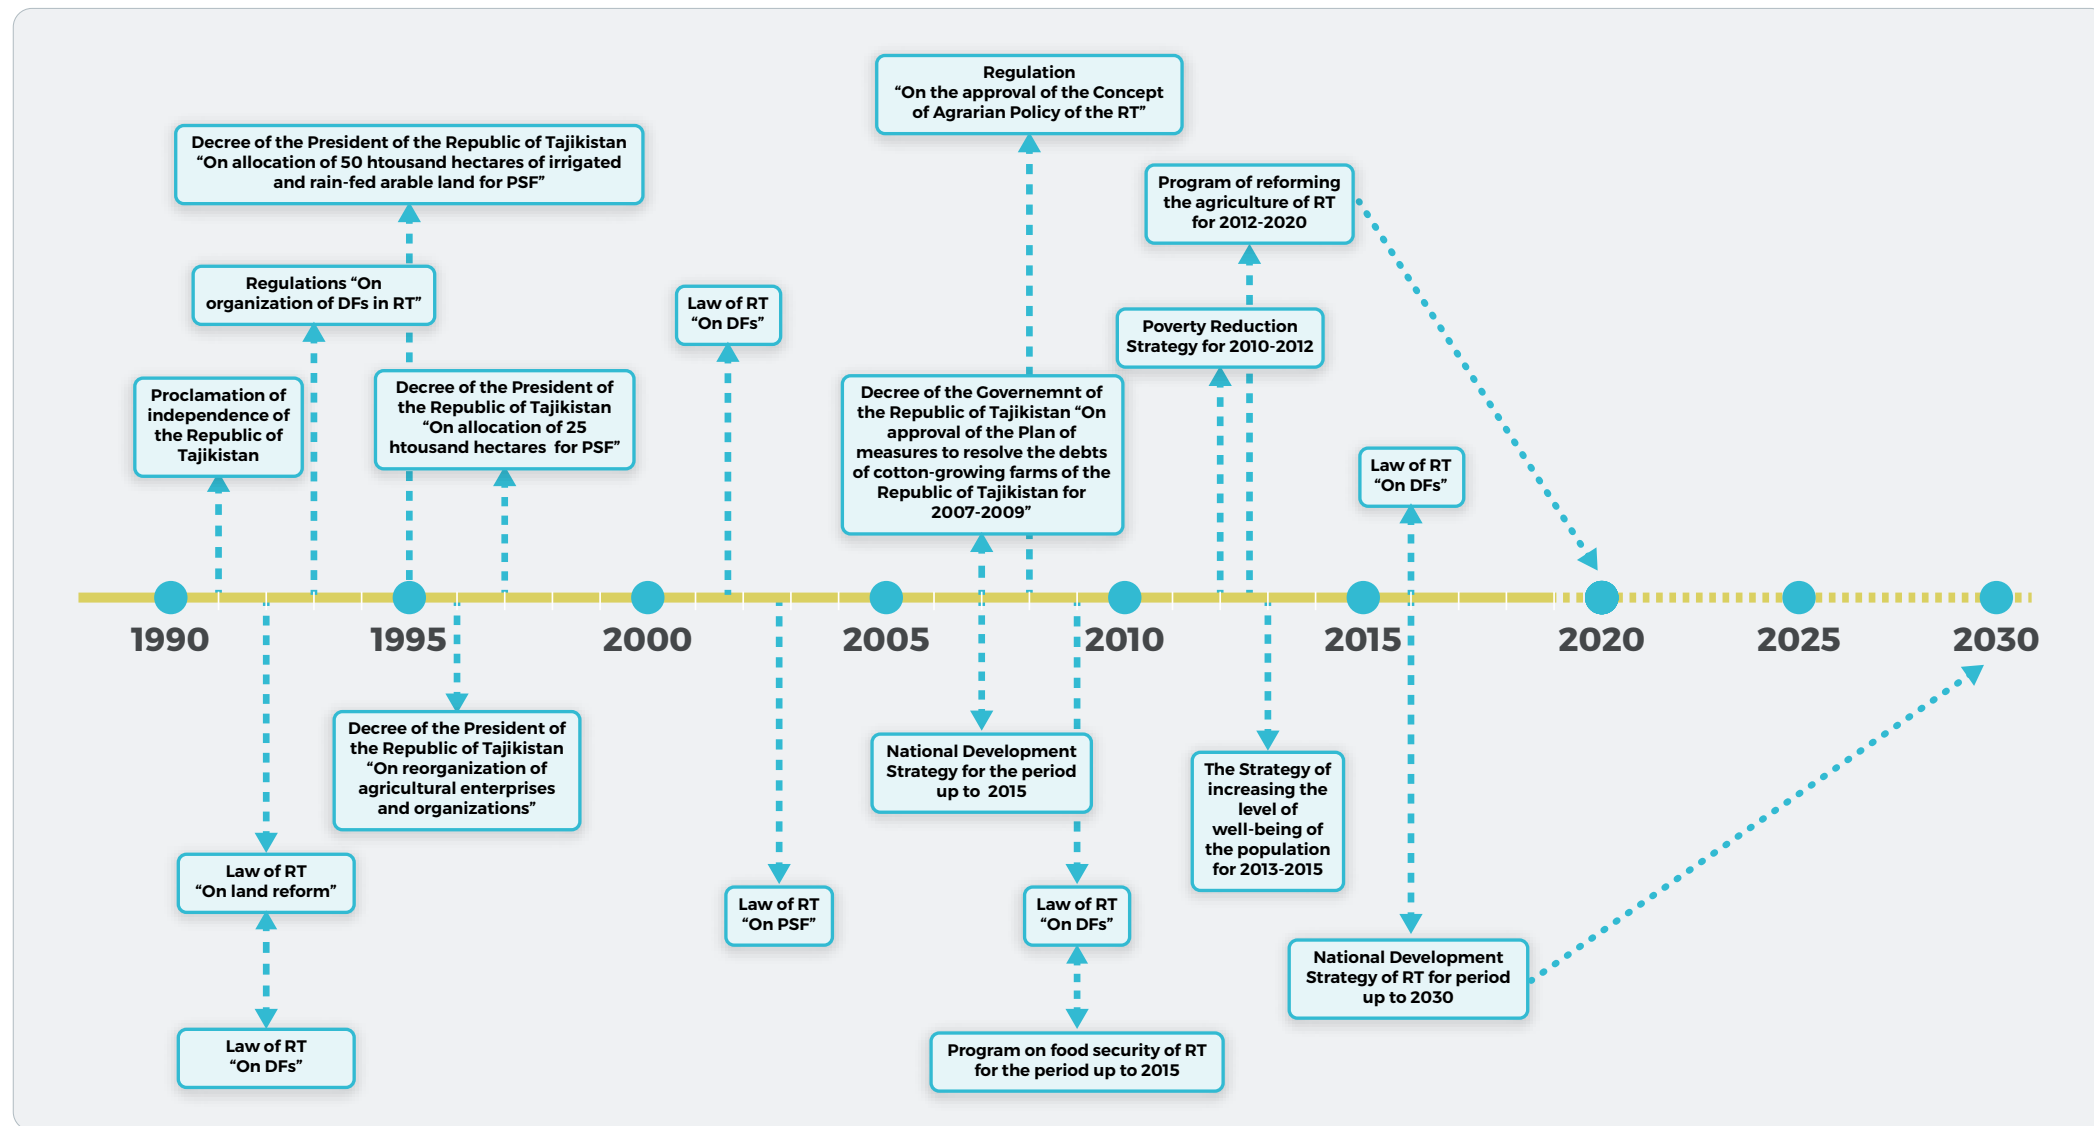 Regulation
“On the approval of the Concept
of Agrarian Policy of the RT”
Decree of the President of the Republic of Tajikistan
“On allocation of 50 htousand hectares of irrigated
and rain-fed arable land for PSF”
Program of reforming
the agriculture of RT
for 2012-2020
Regulations “On
organization of DFs in RT”
Law of RT
“On DFs”
Poverty Reduction
Strategy for 2010-2012
Proclamation of
independence of
the Republic of
Tajikistan
Decree of the President of
the Republic of Tajikistan
“On allocation of 25
htousand hectares  for PSF”
Decree of the Governemnt of
the Republic of Tajikistan “On
approval of the Plan of
measures to resolve the debts
of cotton-growing farms of the
Republic of Tajikistan for
2007-2009”
Law of RT
“On DFs”
1990
1995
2000
2005
2010
2015
2020
2025
2030
Decree of the President of
the Republic of Tajikistan
“On reorganization of
agricultural enterprises
and organizations”
National Development
Strategy for the period
up to  2015
The Strategy of
increasing the
level of
well-being of
the population
for 2013-2015
Law of RT
“On land reform”
Law of RT
“On PSF”
Law of RT
“On DFs”
National Development
Strategy of RT for period
up to 2030
Law of RT
“On DFs”
Program on food security of RT
for the period up to 2015